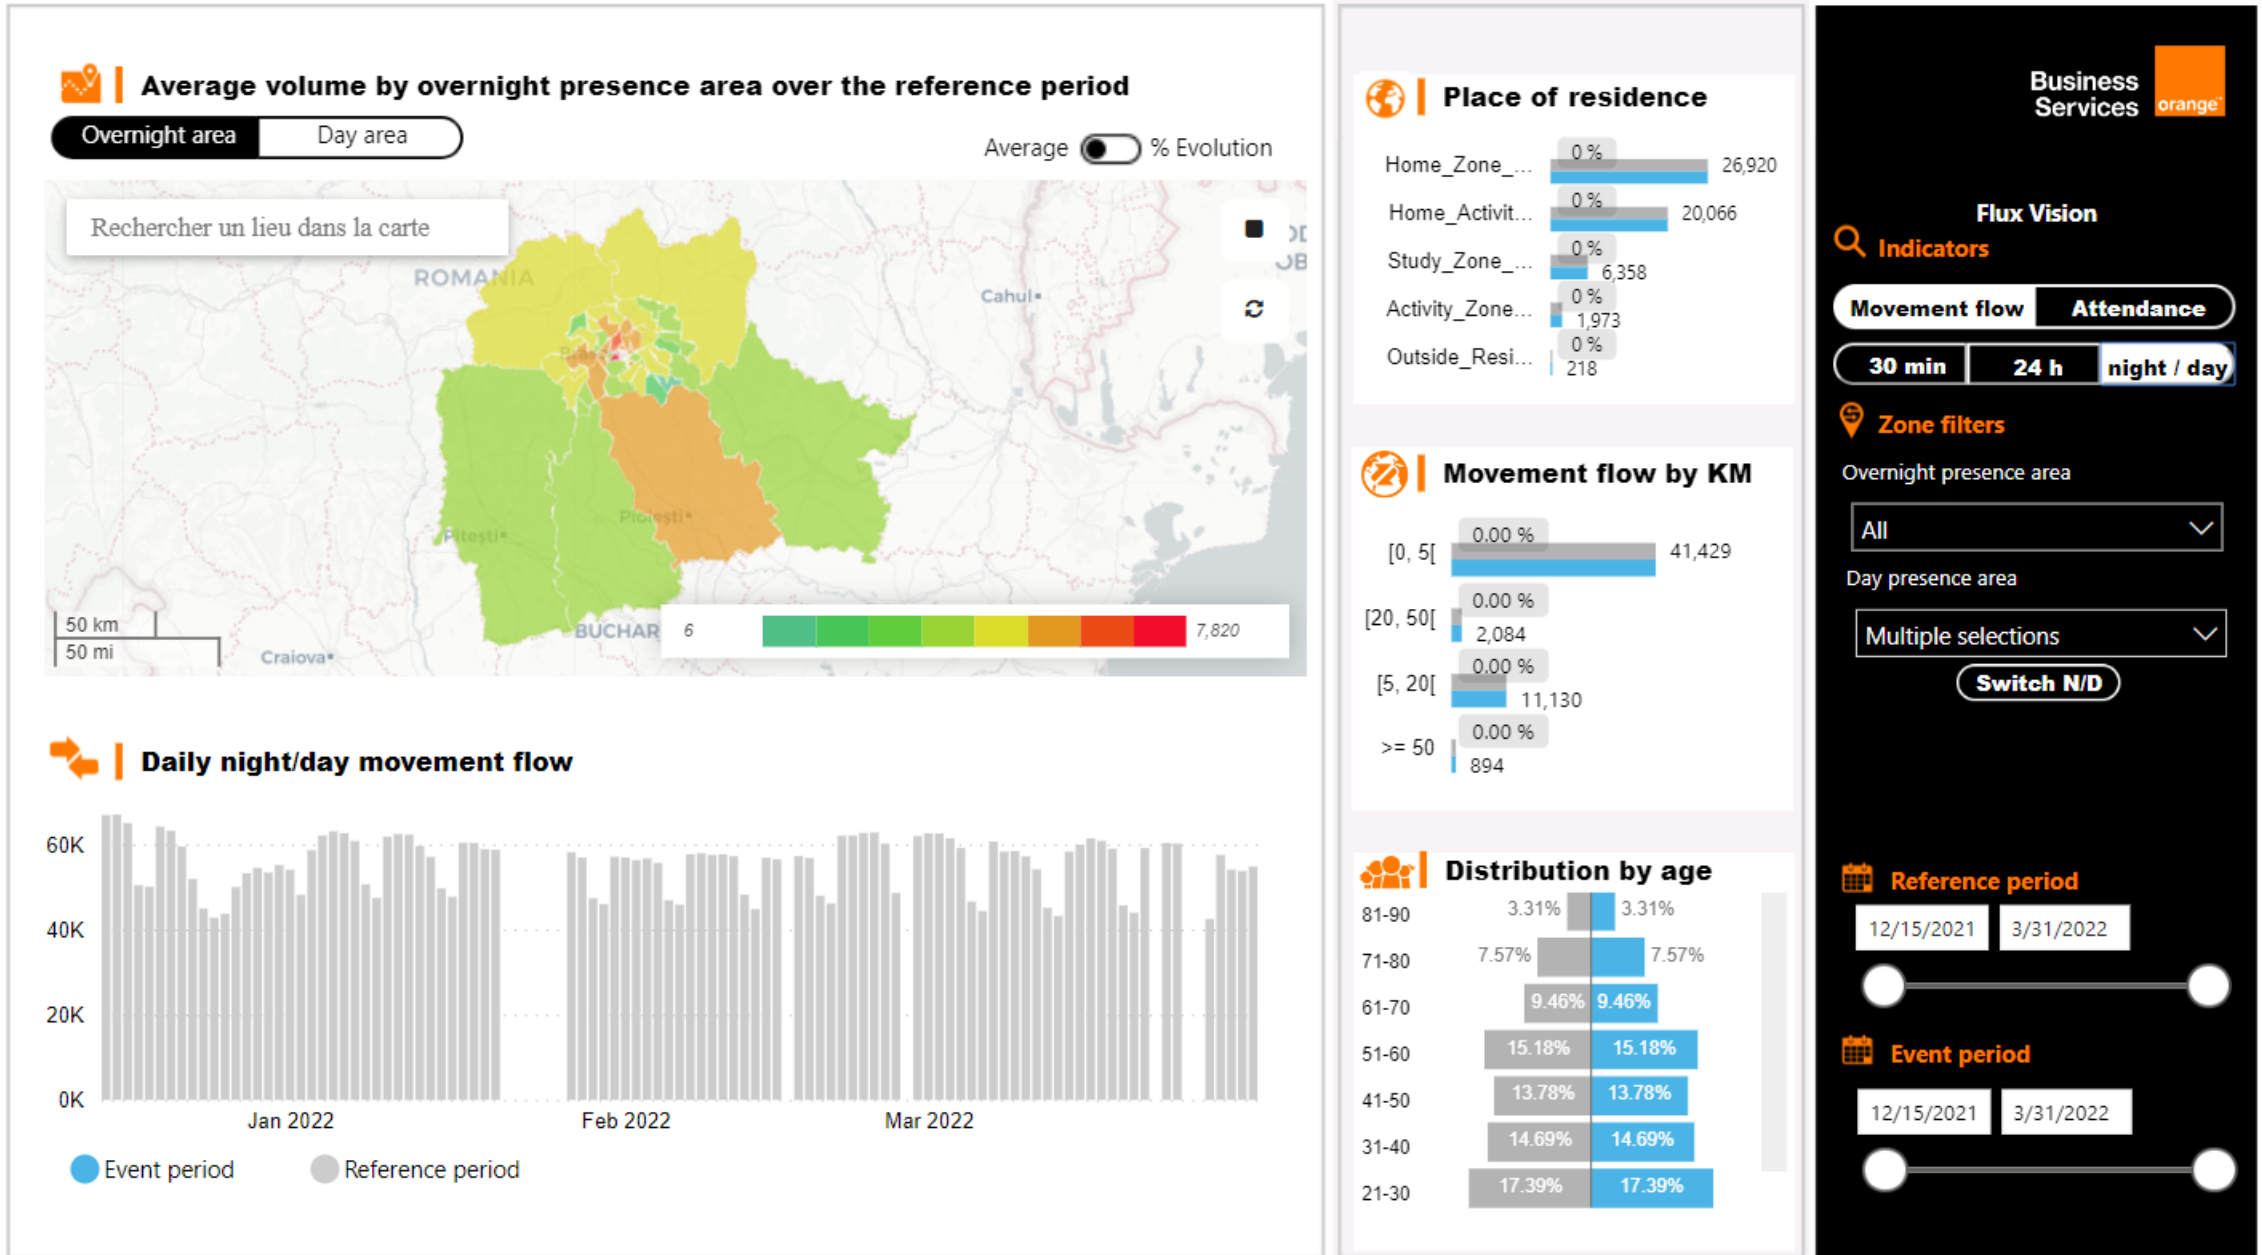 Average volume by overnight presence area over the reference period
Overnight area
Day area
Average
% Evolution
Rechercher un lieu dans la carte
ROMANIA
Cahul
Ploiești
Pitești
BUCHAR
Craiova
50 km
50 mi
6
7,820
Daily night/day movement flow
60K
40K
20K
0K
Jan 2022
Feb 2022
Mar 2022
Event period
Reference period
Place of residence
Home_Zone_...
0 %
26,920
Home_Activit...
0 %
20,066
Study_Zone_...
0 %
6,358
Activity_Zone...
0 %
1,973
Outside_Resi...
0 %
218
Movement flow by KM
[0, 5[
0.00 %
41,429
[20, 50[
0.00 %
2,084
[5, 20[
0.00 %
11,130
>= 50
0.00 %
894
Distribution by age
81-90 3.31% 3.31%
71-80 7.57% 7.57%
61-70 9.46% 9.46%
51-60 15.18% 15.18%
41-50 13.78% 13.78%
31-40 14.69% 14.69%
21-30 17.39% 17.39%
Business
Services
orange™
Flux Vision
Indicators
Movement flow
Attendance
30 min
24 h
night / day
Zone filters
Overnight presence area
All
Day presence area
Multiple selections
Switch N/D
Reference period
12/15/2021
3/31/2022
Event period
12/15/2021
3/31/2022